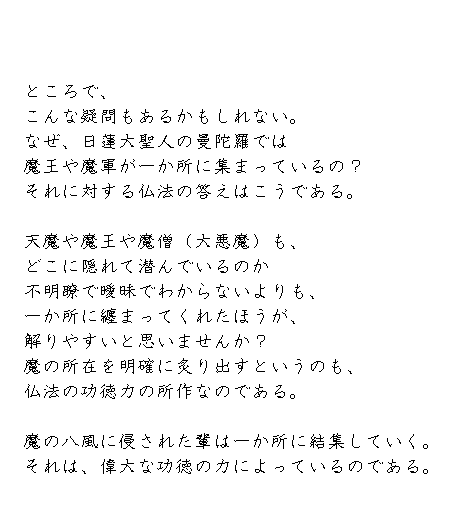 ところで、
こんな疑問もあるかもしれない。
なぜ、日蓮大聖人の曼陀羅では
魔王や魔軍が一か所に集まっているの？
それに対する仏法の答えはこうである。
天魔や魔王や魔僧（大悪魔）も、
どこに隠れて潜んでいるのか
不明瞭で曖昧でわからないよりも、
一か所に纏まってくれたほうが、
解りやすいと思いませんか？
魔の所在を明確に炙り出すというのも、
仏法の功徳力の所作なのである。
魔の八風に侵された輩は一か所に結集していく。
それは、偉大な功徳の力によっているのである。